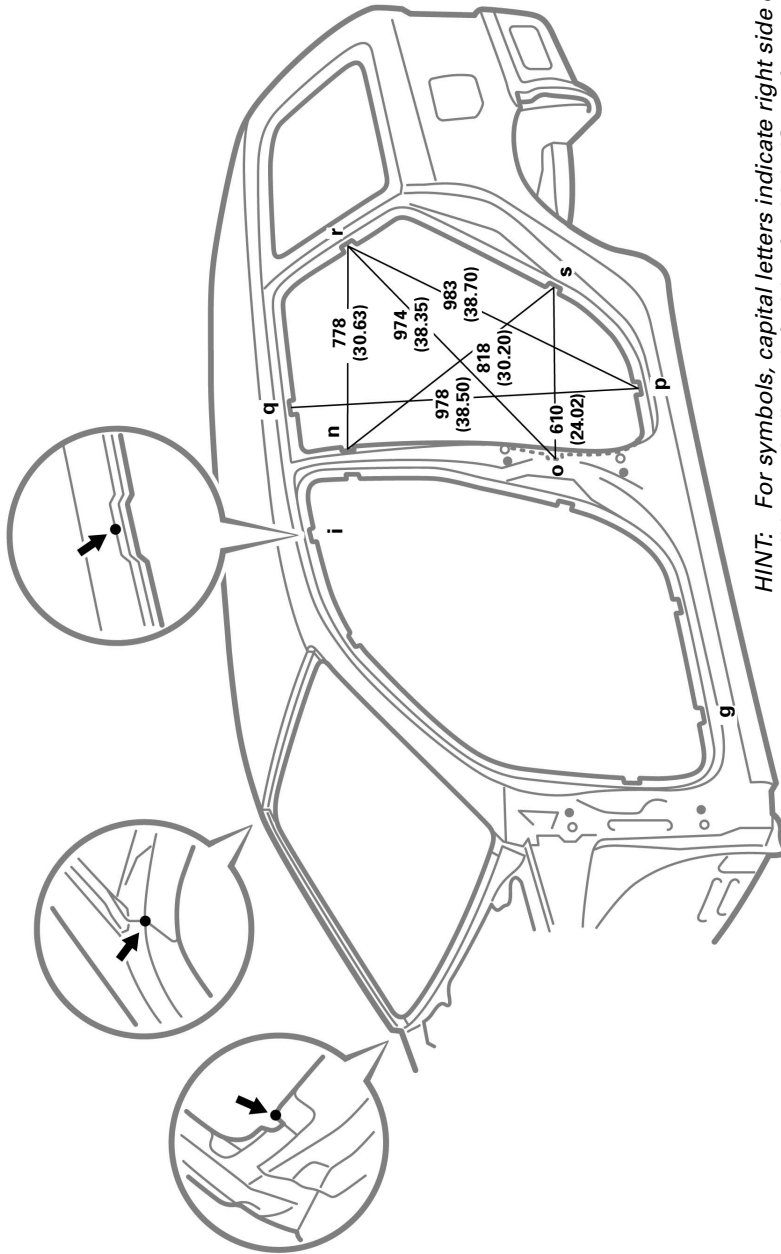 q
r
n
i
778
(30.63)
974
(38.35)
983
(38.70)
978
(38.50)
818
(30.20)
s
610
(24.02)
o
p
g
HINT: For symbols, capital letters indicate right side